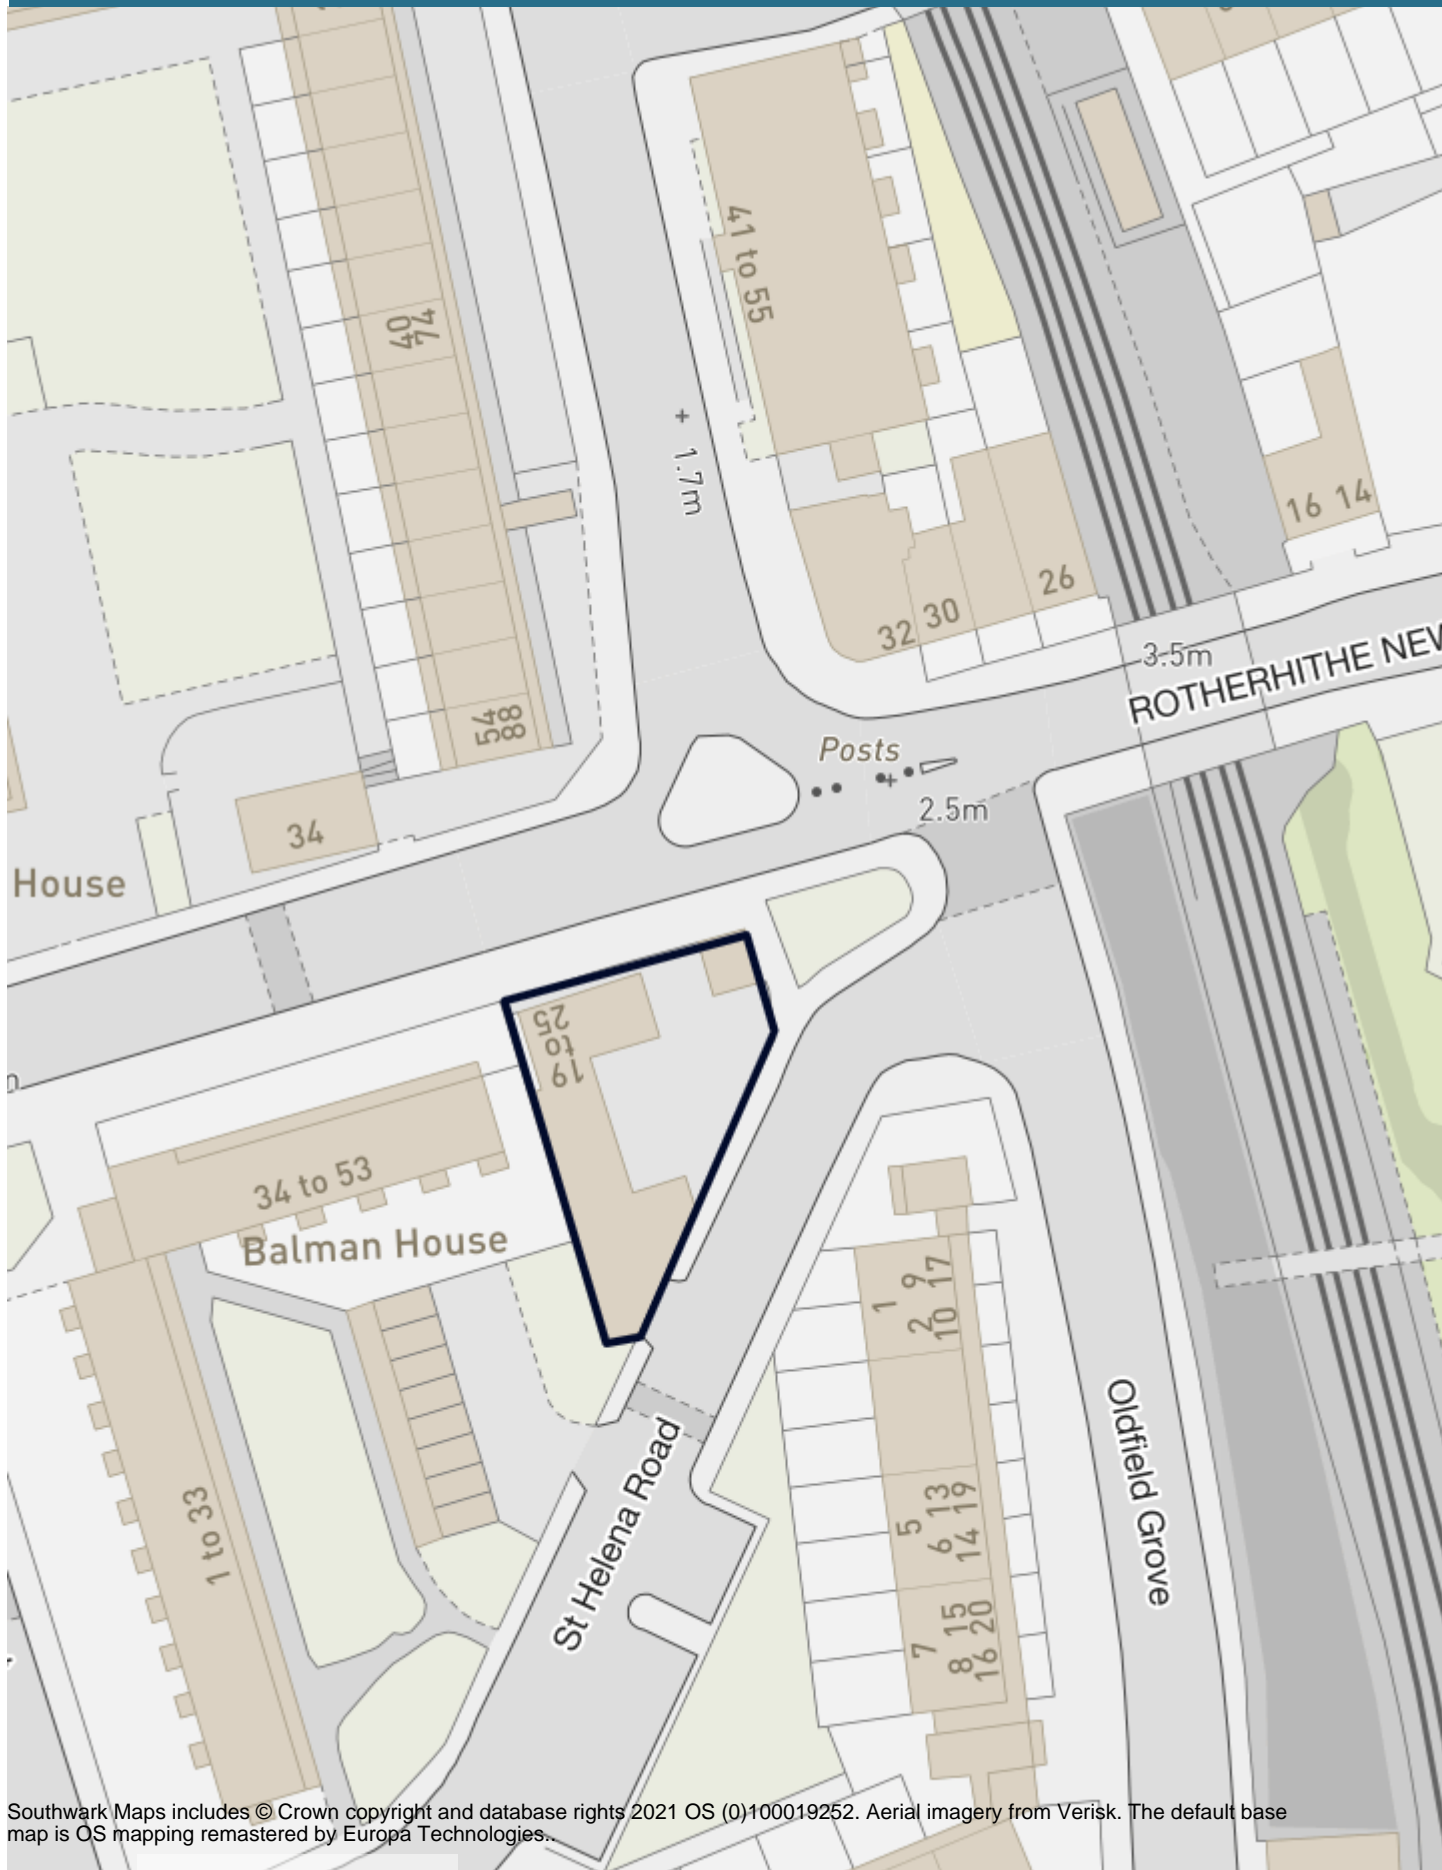 41 to 55
40
74
1.7m
16 14
26
30
32
3.5m
ROTHERHITHE NEW
54
88
Posts
2.5m
34
House
25
to
19
34 to 53
Balman House
1 9 17
2 10
Oldfield Grove
St Helena Road
1 to 33
5 13 19
6 14
7 15 20
8 16
Southwark Maps includes © Crown copyright and database rights 2021 OS (0)100019252. Aerial imagery from Verisk. The default base
map is OS mapping remastered by Europa Technologies..